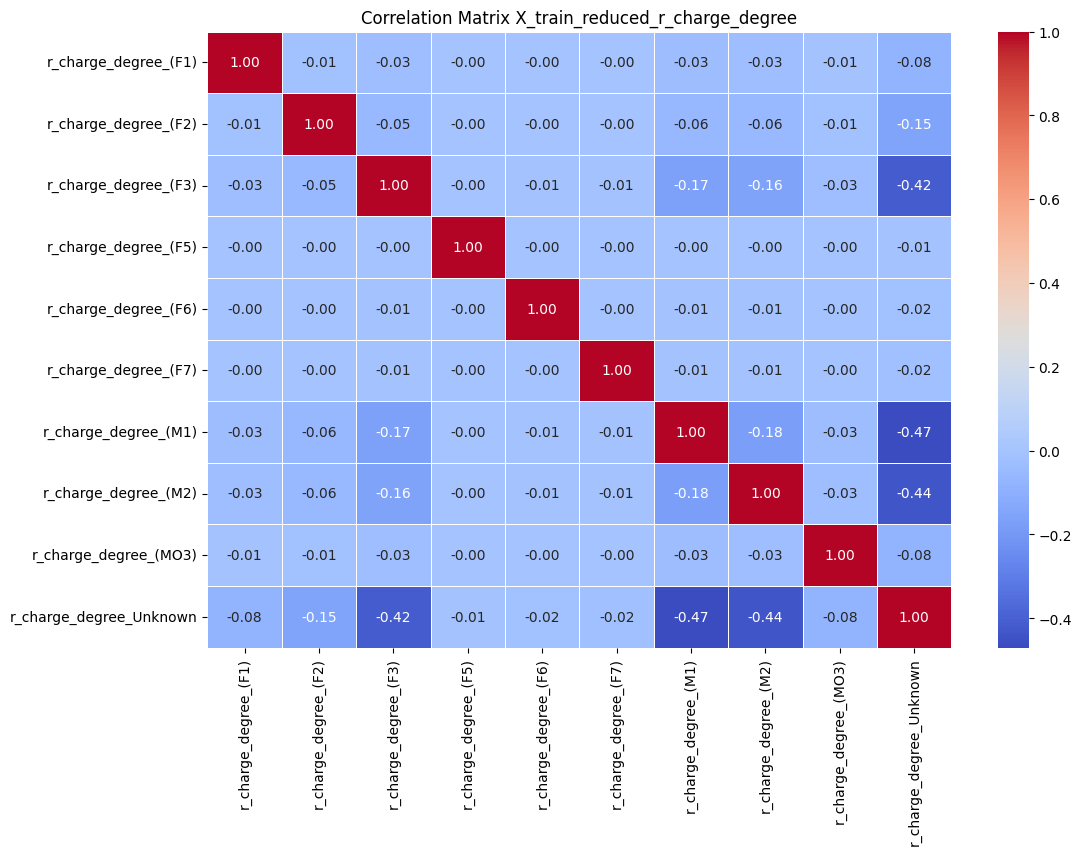 Correlation Matrix X_train_reduced_r_charge_degree
r_charge_degree_(F1) 1.00 -0.01 -0.03 -0.00 -0.00 -0.00 -0.03 -0.03 -0.01 -0.08
r_charge_degree_(F2) -0.01 1.00 -0.05 -0.00 -0.00 -0.00 -0.06 -0.06 -0.01 -0.15
r_charge_degree_(F3) -0.03 -0.05 1.00 -0.00 -0.01 -0.01 -0.17 -0.16 -0.03 -0.42
r_charge_degree_(F5) -0.00 -0.00 -0.00 1.00 -0.00 -0.00 -0.00 -0.00 -0.00 -0.01
r_charge_degree_(F6) -0.00 -0.00 -0.01 -0.00 1.00 -0.00 -0.01 -0.01 -0.00 -0.02
r_charge_degree_(F7) -0.00 -0.00 -0.01 -0.00 -0.00 1.00 -0.01 -0.01 -0.00 -0.02
r_charge_degree_(M1) -0.03 -0.06 -0.17 -0.00 -0.01 -0.01 1.00 -0.18 -0.03 -0.47
r_charge_degree_(M2) -0.03 -0.06 -0.16 -0.00 -0.01 -0.01 -0.18 1.00 -0.03 -0.44
r_charge_degree_(MO3) -0.01 -0.01 -0.03 -0.00 -0.00 -0.00 -0.03 -0.03 1.00 -0.08
r_charge_degree_Unknown -0.08 -0.15 -0.42 -0.01 -0.02 -0.02 -0.47 -0.44 -0.08 1.00
r_charge_degree_(F1)
r_charge_degree_(F2)
r_charge_degree_(F3)
r_charge_degree_(F5)
r_charge_degree_(F6)
r_charge_degree_(F7)
r_charge_degree_(M1)
r_charge_degree_(M2)
r_charge_degree_(MO3)
r_charge_degree_Unknown
1.0
0.8
0.6
0.4
0.2
0.0
−0.2
−0.4